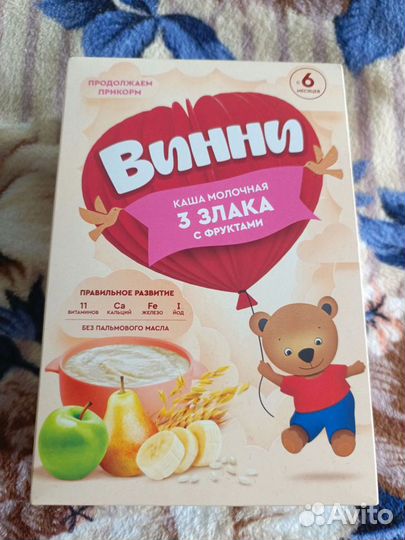 ПРОДОЛЖАЕМ
ПРИКОРМ
с 6
МЕСЯЦЕВ
Винни
КАША МОЛОЧНАЯ
3 ЗЛАКА
С ФРУКТАМИ
ПРАВИЛЬНОЕ РАЗВИТИЕ
11 Ca Fe I
ВИТАМИНОВ КАЛЬЦИЙ ЖЕЛЕЗО ЙОД
БЕЗ ПАЛЬМОВОГО МАСЛА
Avito